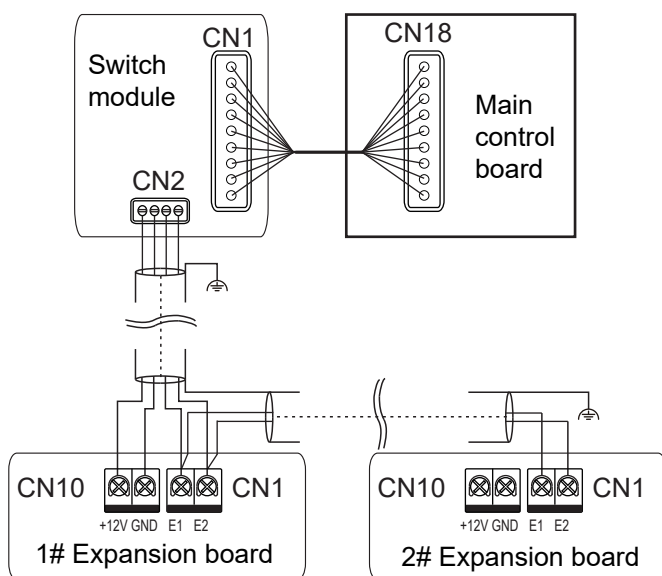 CN1
CN18
Switch
module
Main
control
board
CN2
CN10
CN1
+12V GND E1 E2
1# Expansion board
CN10
CN1
+12V GND E1 E2
2# Expansion board